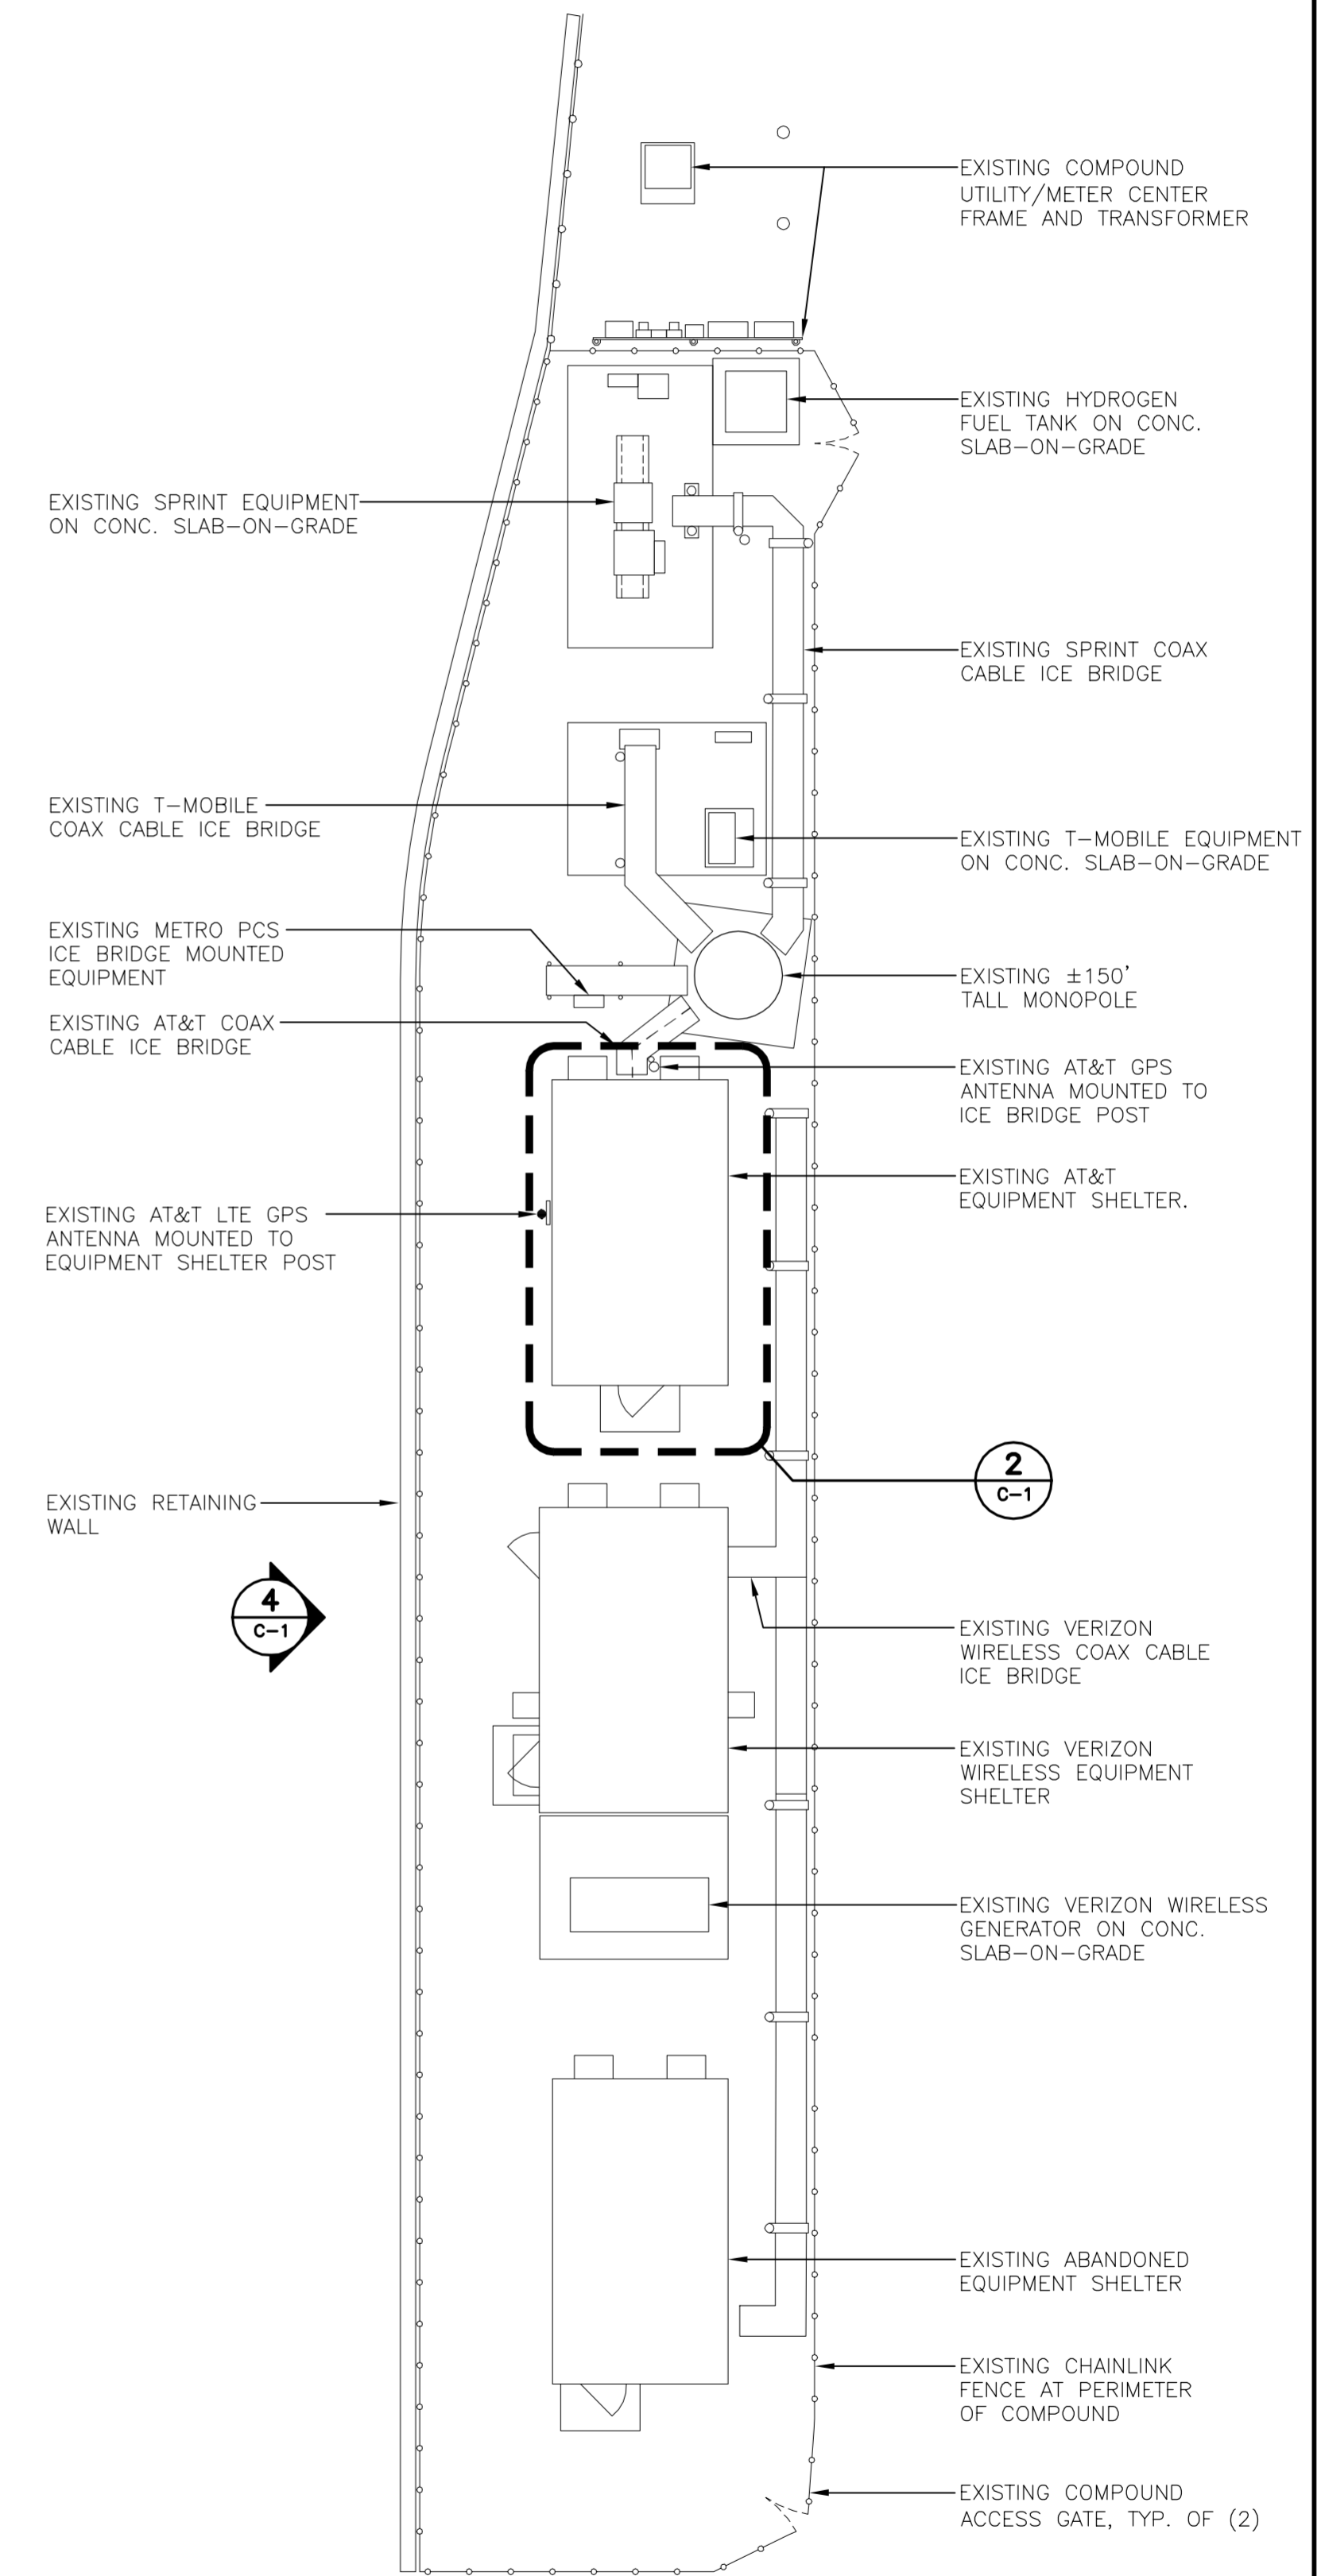 EXISTING COMPOUND
UTILITY/METER CENTER
FRAME AND TRANSFORMER
EXISTING HYDROGEN
FUEL TANK ON CONC.
SLAB-ON-GRADE
EXISTING SPRINT EQUIPMENT
ON CONC. SLAB-ON-GRADE
EXISTING SPRINT COAX
CABLE ICE BRIDGE
EXISTING T-MOBILE
COAX CABLE ICE BRIDGE
EXISTING T-MOBILE EQUIPMENT
ON CONC. SLAB-ON-GRADE
EXISTING METRO PCS
ICE BRIDGE MOUNTED
EQUIPMENT
EXISTING ±150'
TALL MONOPOLE
EXISTING AT&T COAX
CABLE ICE BRIDGE
EXISTING AT&T GPS
ANTENNA MOUNTED TO
ICE BRIDGE POST
EXISTING AT&T
EQUIPMENT SHELTER.
EXISTING AT&T LTE GPS
ANTENNA MOUNTED TO
EQUIPMENT SHELTER POST
2
C-1
EXISTING RETAINING
WALL
4
C-1
EXISTING VERIZON
WIRELESS COAX CABLE
ICE BRIDGE
EXISTING VERIZON
WIRELESS EQUIPMENT
SHELTER
EXISTING VERIZON WIRELESS
GENERATOR ON CONC.
SLAB-ON-GRADE
EXISTING ABANDONED
EQUIPMENT SHELTER
EXISTING CHAINLINK
FENCE AT PERIMETER
OF COMPOUND
EXISTING COMPOUND
ACCESS GATE, TYP. OF (2)